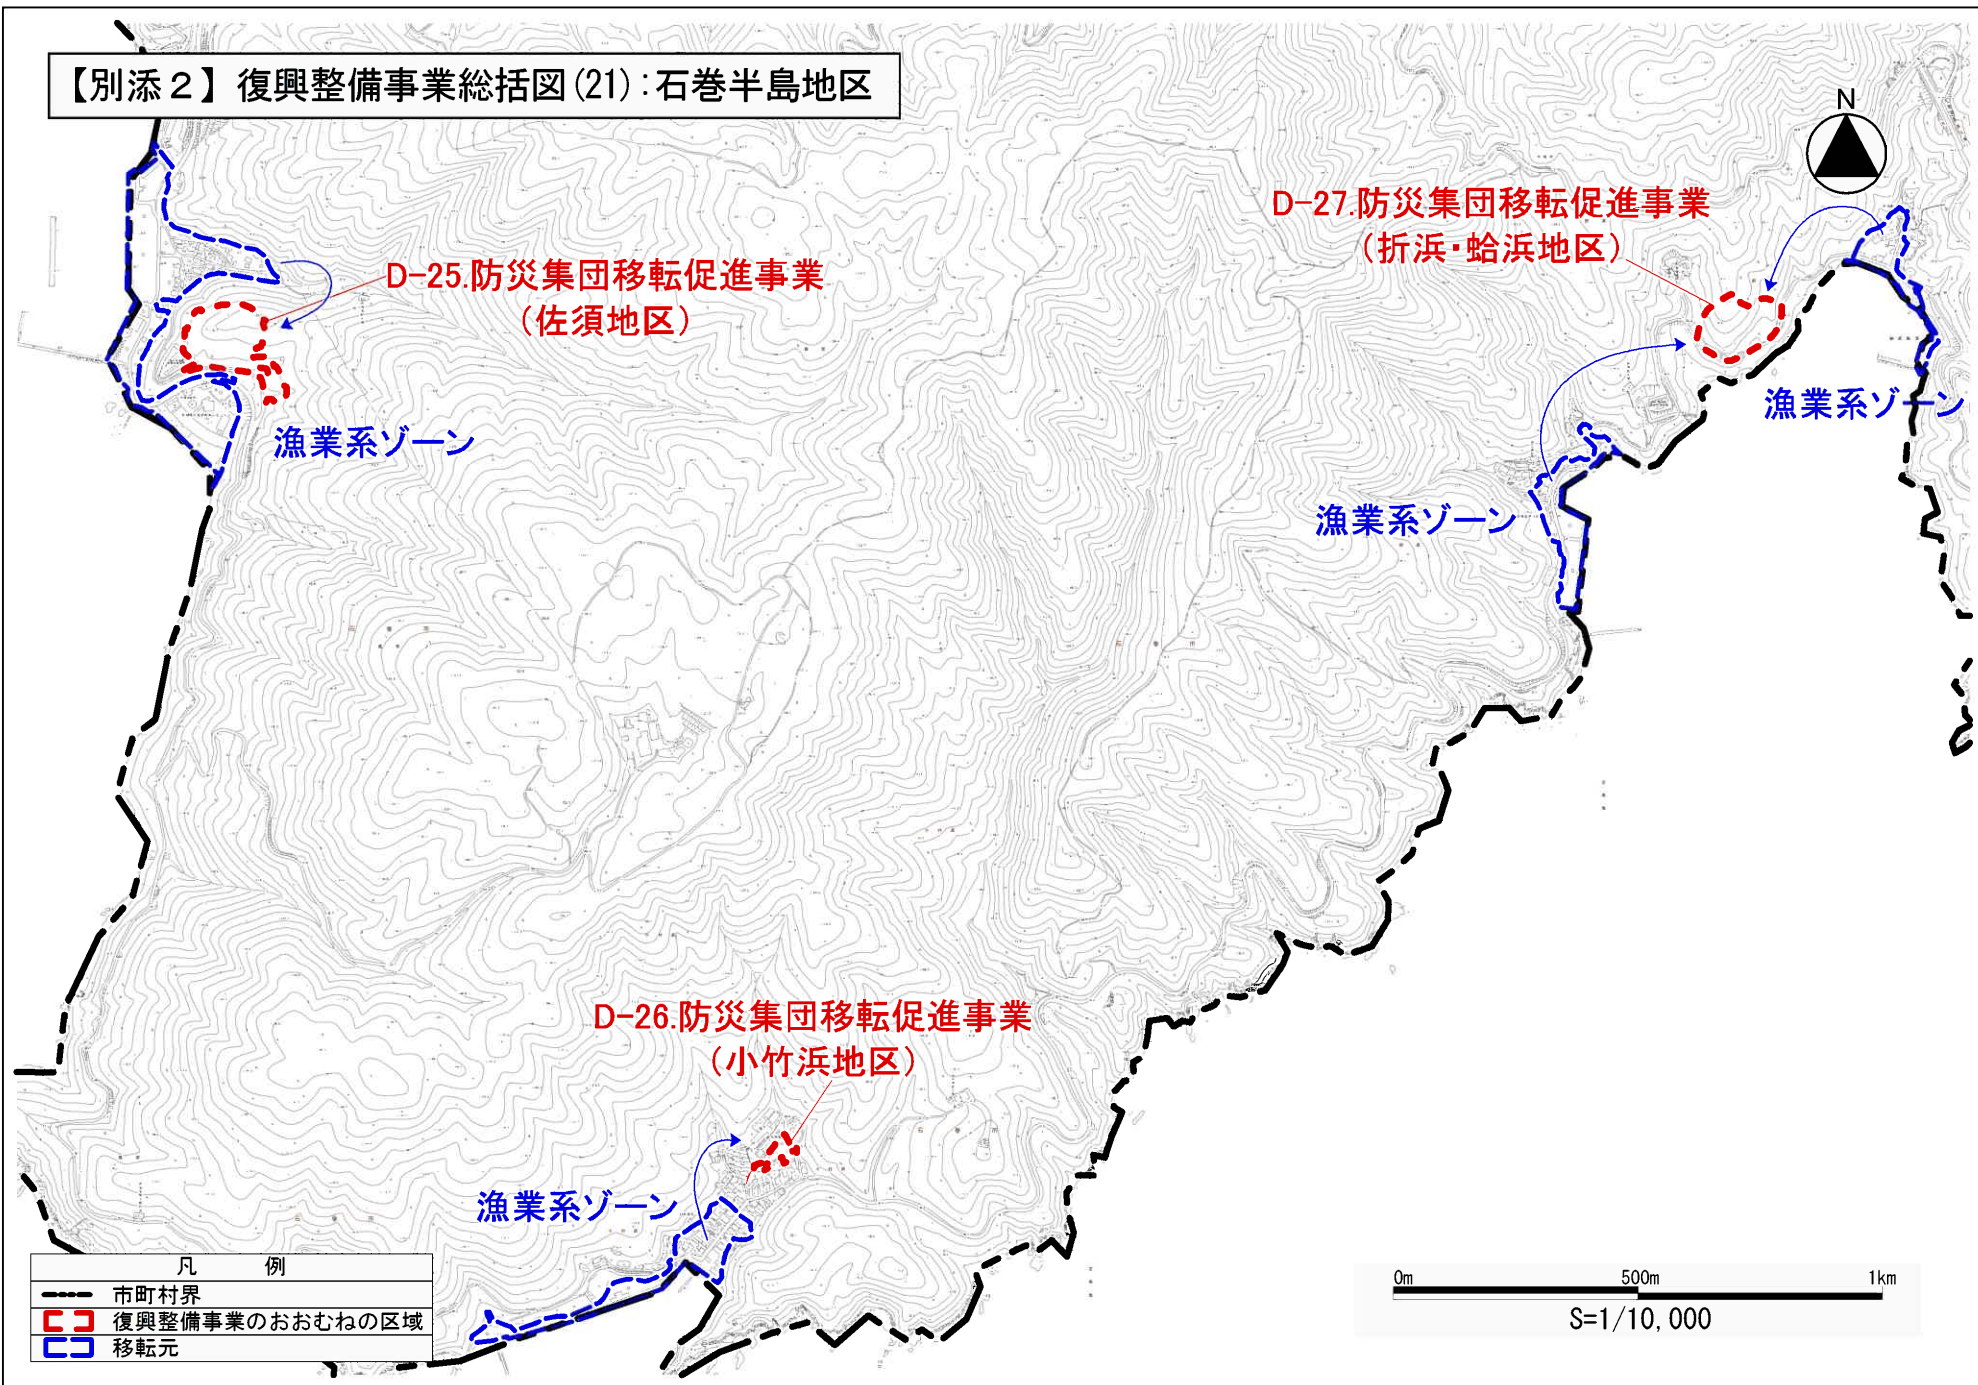 【別添２】復興整備事業総括図(21):石巻半島地区
N
D-27.防災集団移転促進事業
(折浜・蛤浜地区)
D-25.防災集団移転促進事業
(佐須地区)
漁業系ゾーン
漁業系ゾーン
漁業系ゾーン
D-26.防災集団移転促進事業
(小竹浜地区)
漁業系ゾーン
凡 例
市町村界
復興整備事業のおおむねの区域
移転元
0m 500m 1km
S=1/10,000